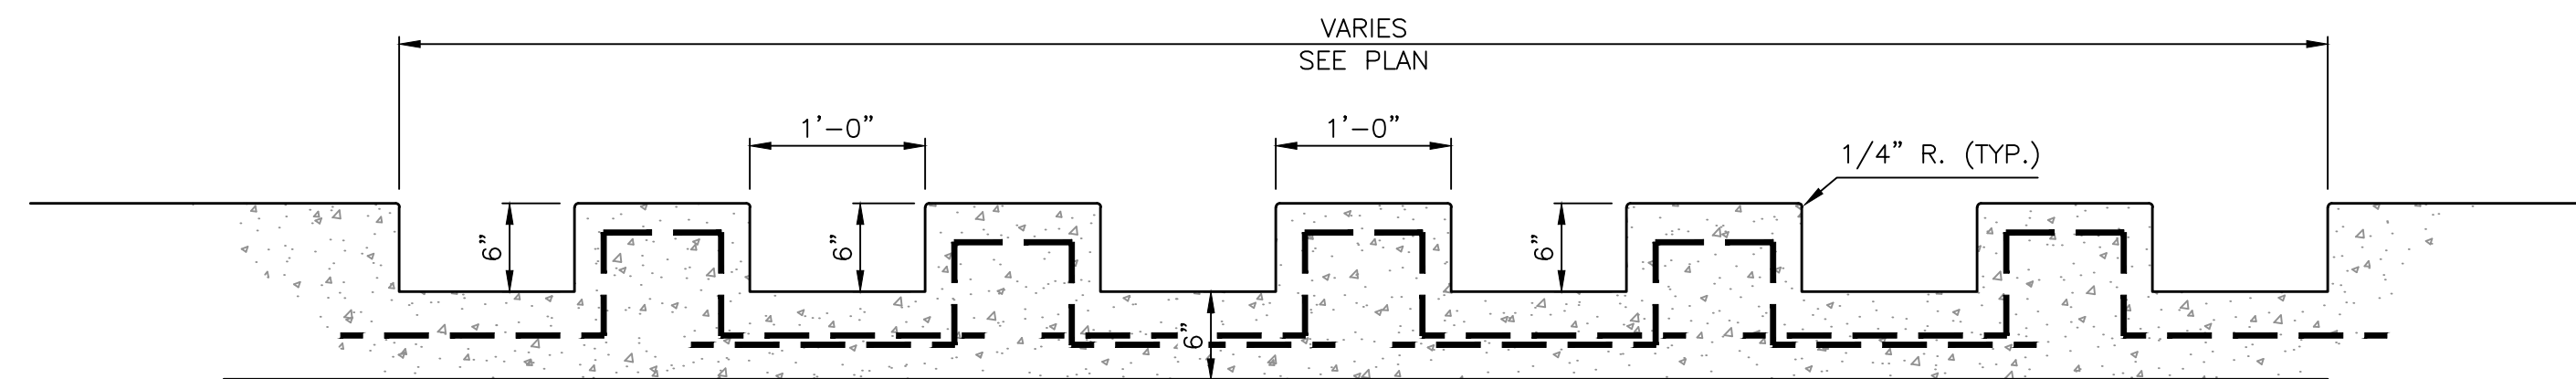 VARIES
SEE PLAN
1'-0"
1'-0"
1/4" R. (TYP.)
6"
6"
6"
6"